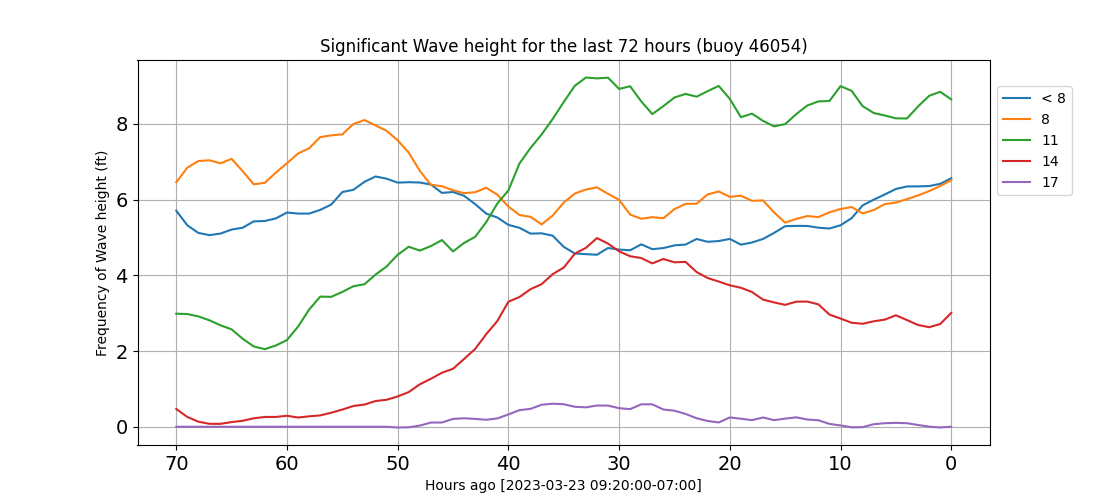 Significant Wave height for the last 72 hours (buoy 46054)
Frequency of Wave height (ft)
8
6
4
2
0
70 60 50 40 30 20 10 0
Hours ago [2023-03-23 09:20:00-07:00]
< 8
8
11
14
17